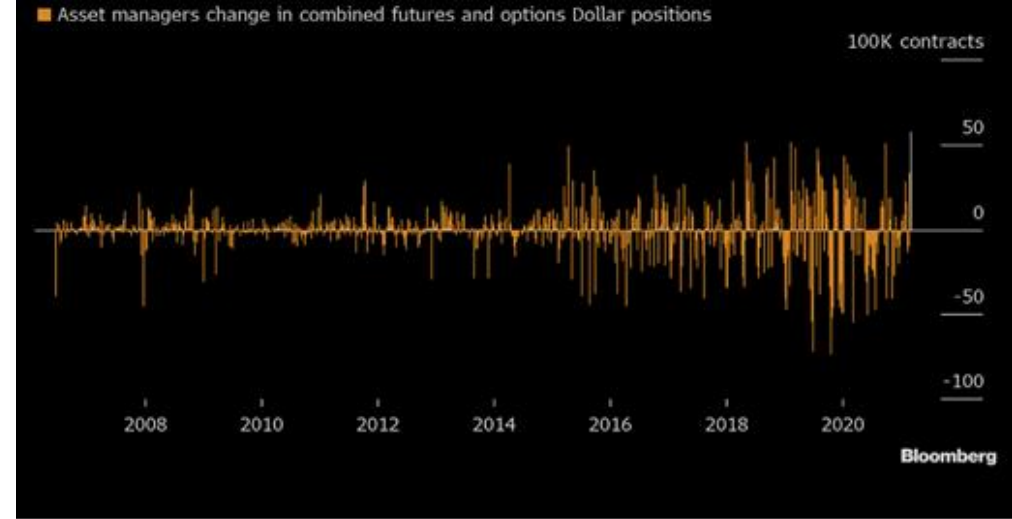 Asset managers change in combined futures and options Dollar positions
100K contracts
50
0
-50
-100
2008 2010 2012 2014 2016 2018 2020
Bloomberg